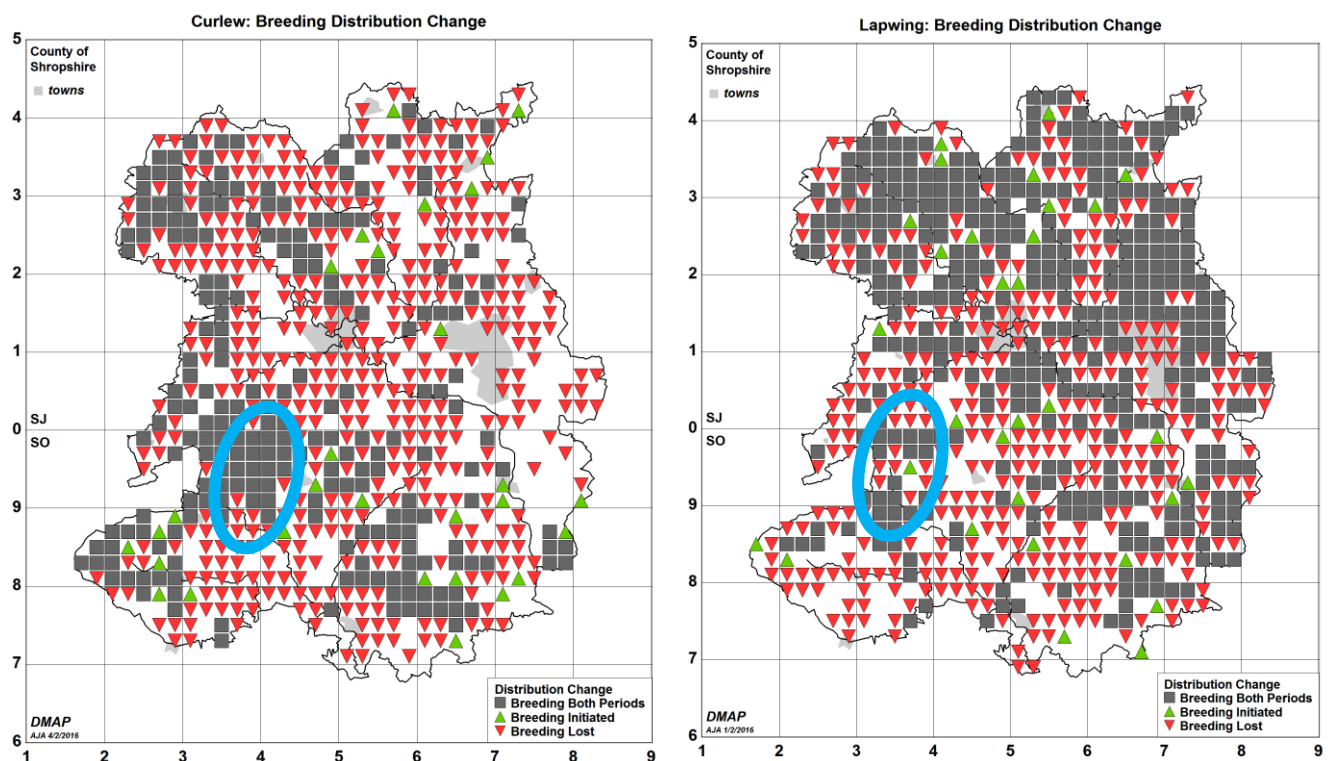 Curlew: Breeding Distribution Change
5
County of
Shropshire
towns
4
3
2
1
SJ
0
SO
9
8
7
Distribution Change
Breeding Both Periods
Breeding Initiated
Breeding Lost
DMAP
AJA 4/2/2016
6
1 2 3 4 5 6 7 8 9
Lapwing: Breeding Distribution Change
5
County of
Shropshire
towns
4
3
2
1
SJ
0
SO
9
8
7
Distribution Change
Breeding Both Periods
Breeding Initiated
Breeding Lost
DMAP
AJA 1/2/2016
6
1 2 3 4 5 6 7 8 9